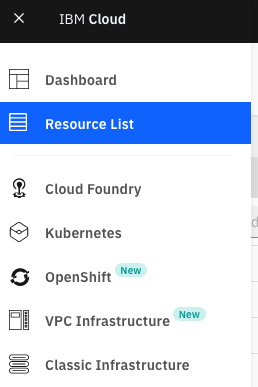 IBM Cloud
Dashboard
Resource List
Cloud Foundry
Kubernetes
OpenShift New
VPC Infrastructure New
Classic Infrastructure